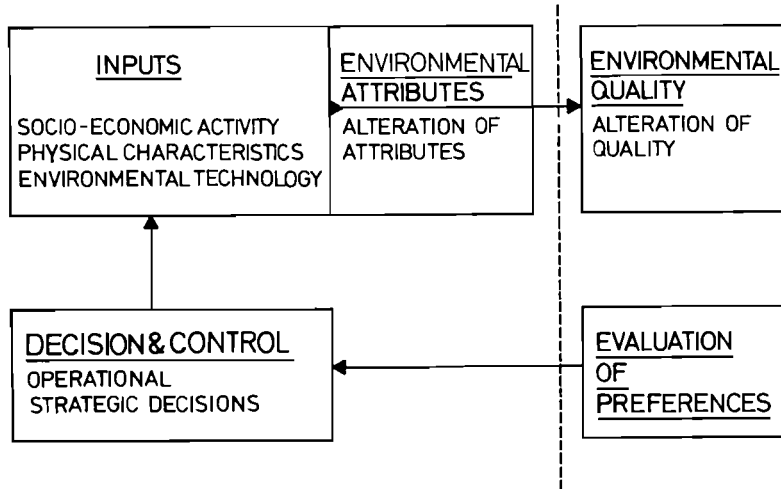 INPUTS
SOCIO-ECONOMIC ACTIVITY
PHYSICAL CHARACTERISTICS
ENVIRONMENTAL TECHNOLOGY
ENVIRONMENTAL
ATTRIBUTES
ALTERATION OF
ATTRIBUTES
ENVIRONMENTAL
QUALITY
ALTERATION OF
QUALITY
DECISION & CONTROL
OPERATIONAL
STRATEGIC DECISIONS
EVALUATION
OF
PREFERENCES